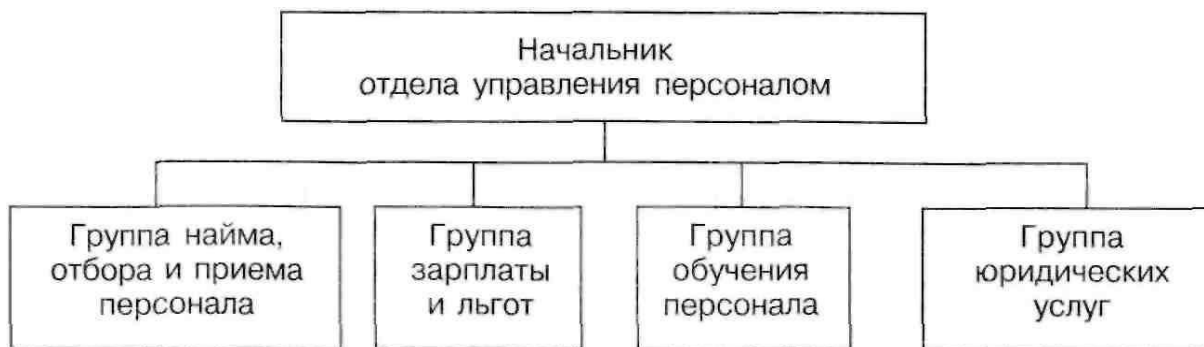 Начальник
отдела управления персоналом
Группа найма,
отбора и приема
персонала
Группа
зарплаты
и льгот
Группа
обучения
персонала
Группа
юридических
услуг